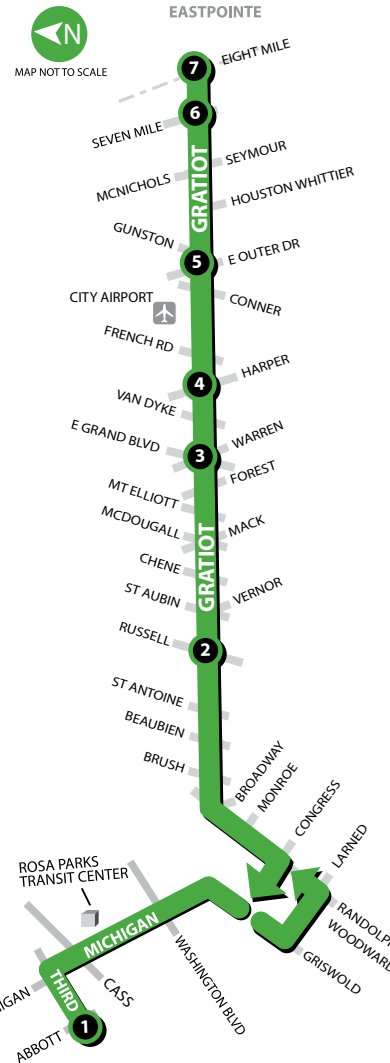 EASTPOINTE
N
MAP NOT TO SCALE
EIGHT MILE
7
6
SEVEN MILE
SEYMOUR
MCNICHOLS
GRATIOT
HOUSTON WHITTIER
GUNSTON
E OUTER DR
5
CITY AIRPORT
CONNER
FRENCH RD
HARPER
4
VAN DYKE
E GRAND BLVD
WARREN
3
FOREST
MT ELLIOTT
MCDOUGALL
MACK
GRATIOT
CHENE
ST AUBIN
VERNOR
RUSSELL
2
ST ANTOINE
BEAUBIEN
BRUSH
BROADWAY
MONROE
CONGRESS
LARNED
ROSA PARKS
TRANSIT CENTER
RANDOLPH
WOODWARD
GRISWOLD
MICHIGAN
WASHINGTON BLVD
CASS
THIRD
IGAN
1
ABBOTT